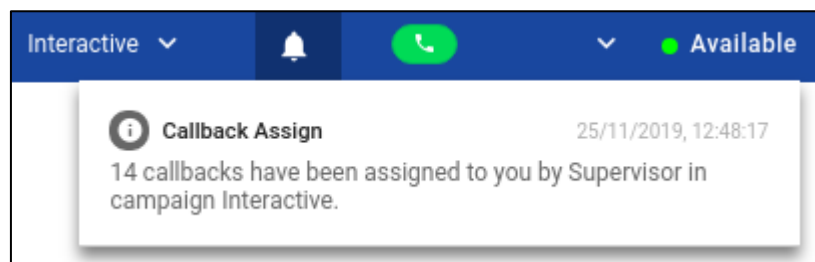 Interactive
Available
Callback Assign
25/11/2019, 12:48:17
14 callbacks have been assigned to you by Supervisor in
campaign Interactive.